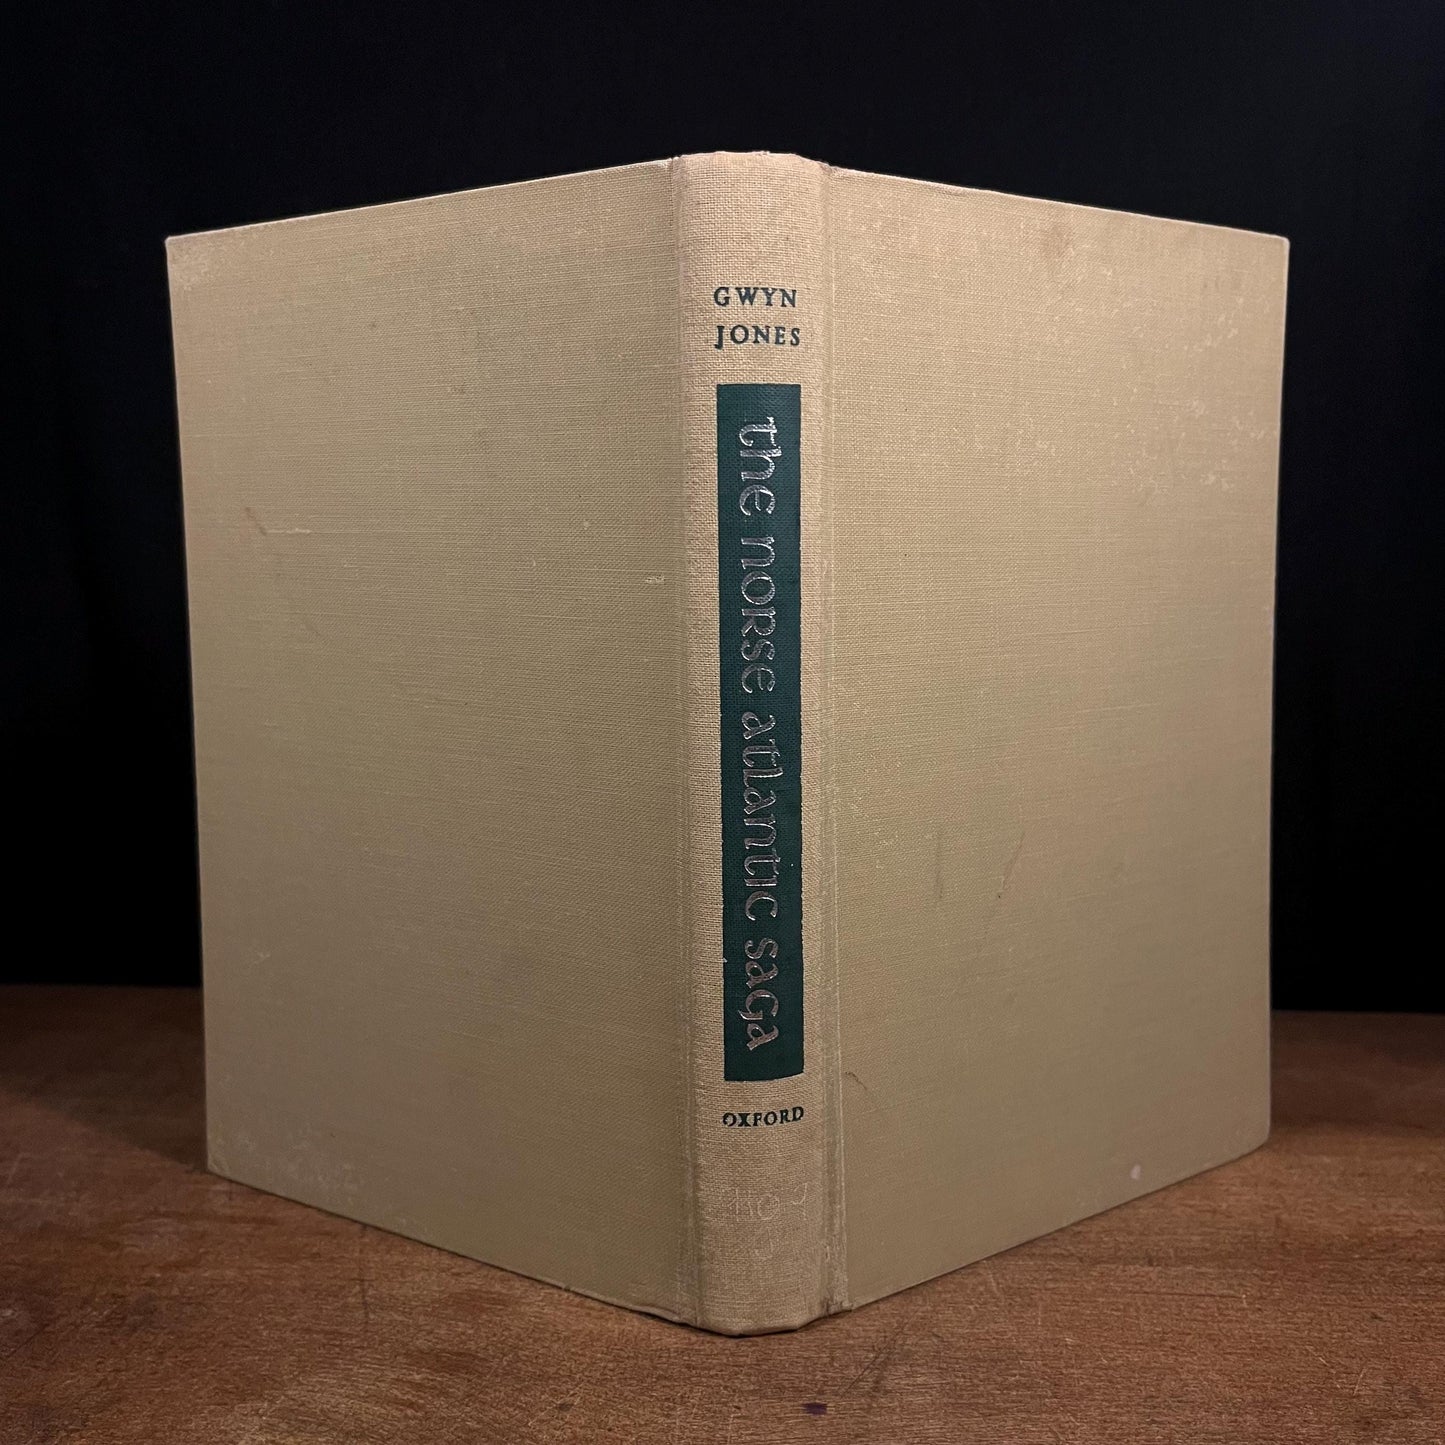 GWYN
JONES
the norse atlantic saga
OXFORD